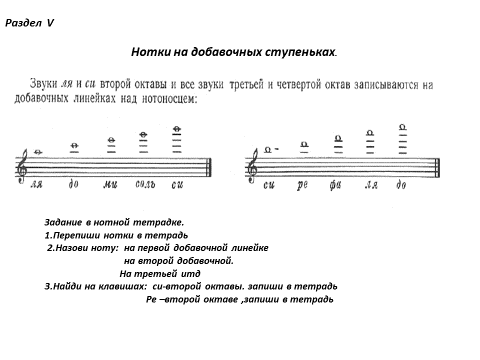 Раздел V
Нотки на добавочных ступеньках.
Звуки ля и си второй октавы и все звуки третьей и четвертой октав записываются на
добавочных линейках над нотоносцем:
ля до ми соль си си ре фа ля до
Задание в нотной тетрадке.
1.Перепиши нотки в тетрадь
2.Назови ноту: на первой добавочной линейке
на второй добавочной.
На третьей итд
3.Найди на клавишах: си-второй октавы. запиши в тетрадь
Ре –второй октаве ,запиши в тетрадь